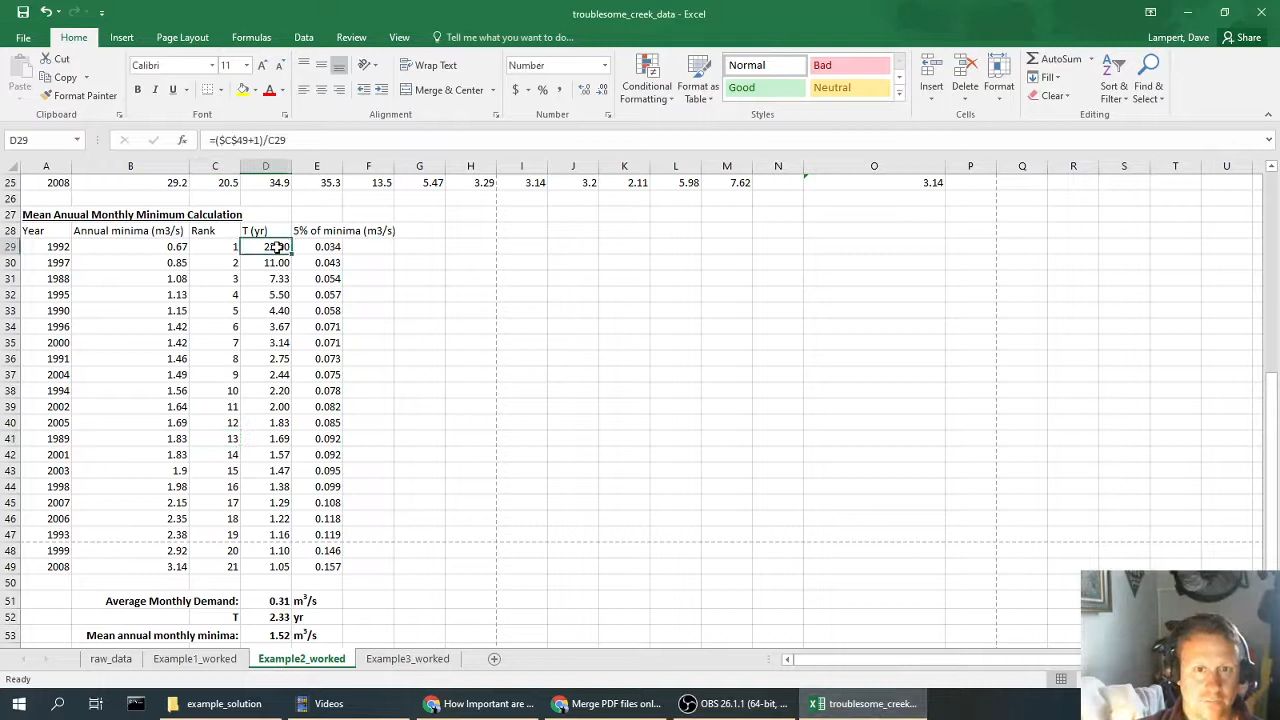 troublesome_creek_data - Excel
Lampert, Dave Share
File Home Insert Page Layout Formulas Data Review View Tell me what you want to do...
Cut
Copy
Format Painter
Paste
Calibri 11
B I U
Wrap Text
Merge & Center
Number
$ % ,
Conditional Formatting
Format as Table
Normal Bad
Good Neutral
Insert Delete Format
AutoSum
Fill
Clear
Sort & Filter
Find & Select
Clipboard Font Alignment Number Styles Cells Editing
D29 =($C$49+1)/C29
A B C D E F G H I J K L M N O P Q R S T U
25 2008 29.2 20.5 34.9 35.3 13.5 5.47 3.29 3.14 3.2 2.11 5.98 7.62 3.14
26
27 Mean Anuual Monthly Minimum Calculation
28 Year Annual minima (m3/s) Rank T (yr) 5% of minima (m3/s)
29 1992 0.67 1 0.034
30 1997 0.85 2 11.00 0.043
31 1988 1.08 3 7.33 0.054
32 1995 1.13 4 5.50 0.057
33 1990 1.15 5 4.40 0.058
34 1996 1.42 6 3.67 0.071
35 2000 1.42 7 3.14 0.071
36 1991 1.46 8 2.75 0.073
37 2004 1.49 9 2.44 0.075
38 1994 1.56 10 2.20 0.078
39 2002 1.64 11 2.00 0.082
40 2005 1.69 12 1.83 0.085
41 1989 1.83 13 1.69 0.092
42 2001 1.83 14 1.57 0.092
43 2003 1.9 15 1.47 0.095
44 1998 1.98 16 1.38 0.099
45 2007 2.15 17 1.29 0.108
46 2006 2.35 18 1.22 0.118
47 1993 2.38 19 1.16 0.119
48 1999 2.92 20 1.10 0.146
49 2008 3.14 21 1.05 0.157
50
51 Average Monthly Demand: 0.31 m³/s
52 T 2.33 yr
53 Mean annual monthly minima: 1.52 m³/s
raw_data Example1_worked Example2_worked Example3_worked
Ready
example_solution Videos How Important are ... Merge PDF files onl... OBS 26.1.1 (64-bit, ... troublesome_creek...